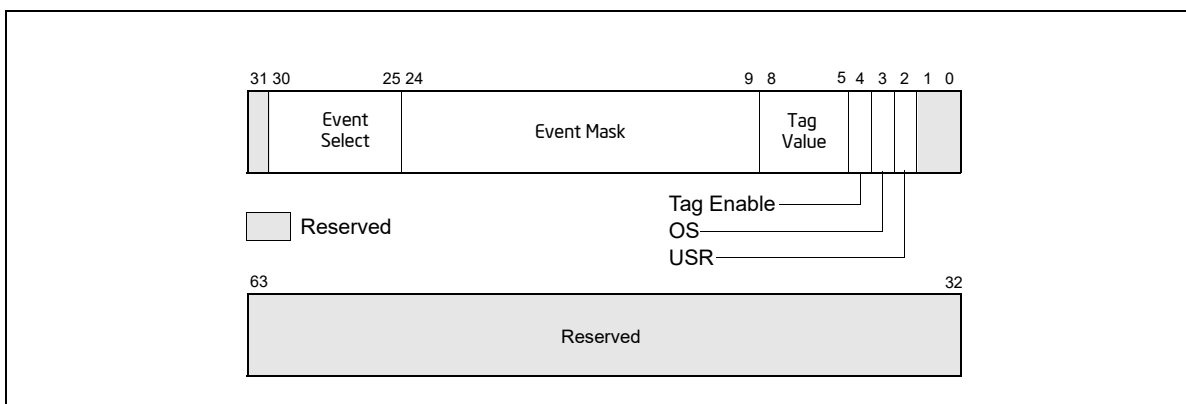 31 30 25 24 9 8 5 4 3 2 1 0
Event
Select
Event Mask
Tag
Value
Tag Enable
OS
USR
Reserved
63 32
Reserved